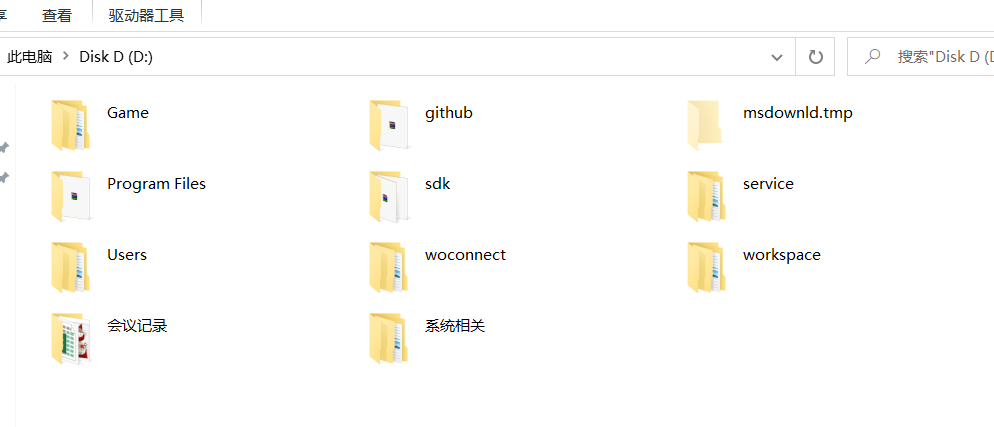 享 查看 驱动器工具
此电脑 > Disk D (D:) 搜索"Disk D (D
Game github msdownld.tmp
Program Files sdk service
Users woconnect workspace
会议记录 系统相关